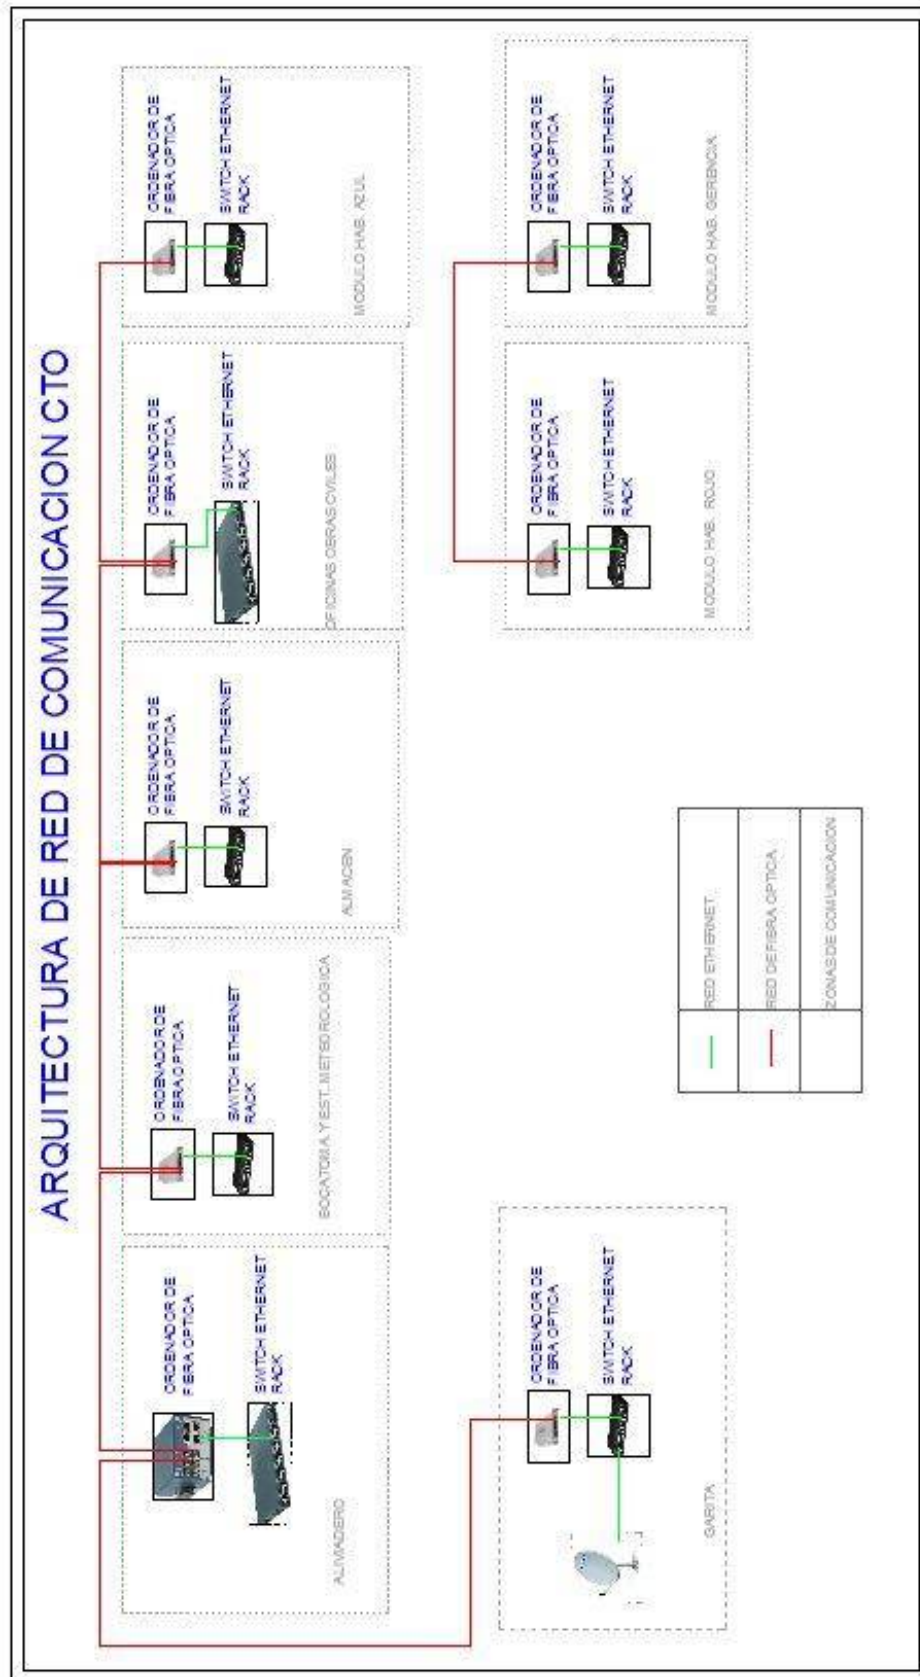 ARQUITECTURA DE RED DE COMUNICACION CTO
ORDENADOR DE
FIBRA OPTICA
SWITCH ETHERNET
RACK
ALIVIADERO
ORDENADOR DE
FIBRA OPTICA
SWITCH ETHERNET
RACK
BOCATOMA Y EST. METEOROLOGICA
ORDENADOR DE
FIBRA OPTICA
SWITCH ETHERNET
RACK
ALMACEN
ORDENADOR DE
FIBRA OPTICA
SWITCH ETHERNET
RACK
OFICINAS OBRAS CIVILES
ORDENADOR DE
FIBRA OPTICA
SWITCH ETHERNET
RACK
MODULO HAB. AZUL
ORDENADOR DE
FIBRA OPTICA
SWITCH ETHERNET
RACK
GARITA
ORDENADOR DE
FIBRA OPTICA
SWITCH ETHERNET
RACK
MODULO HAB. ROJO
ORDENADOR DE
FIBRA OPTICA
SWITCH ETHERNET
RACK
MODULO HAB. GERENCIA
RED ETHERNET
RED DE FIBRA OPTICA
ZONAS DE COMUNICACION